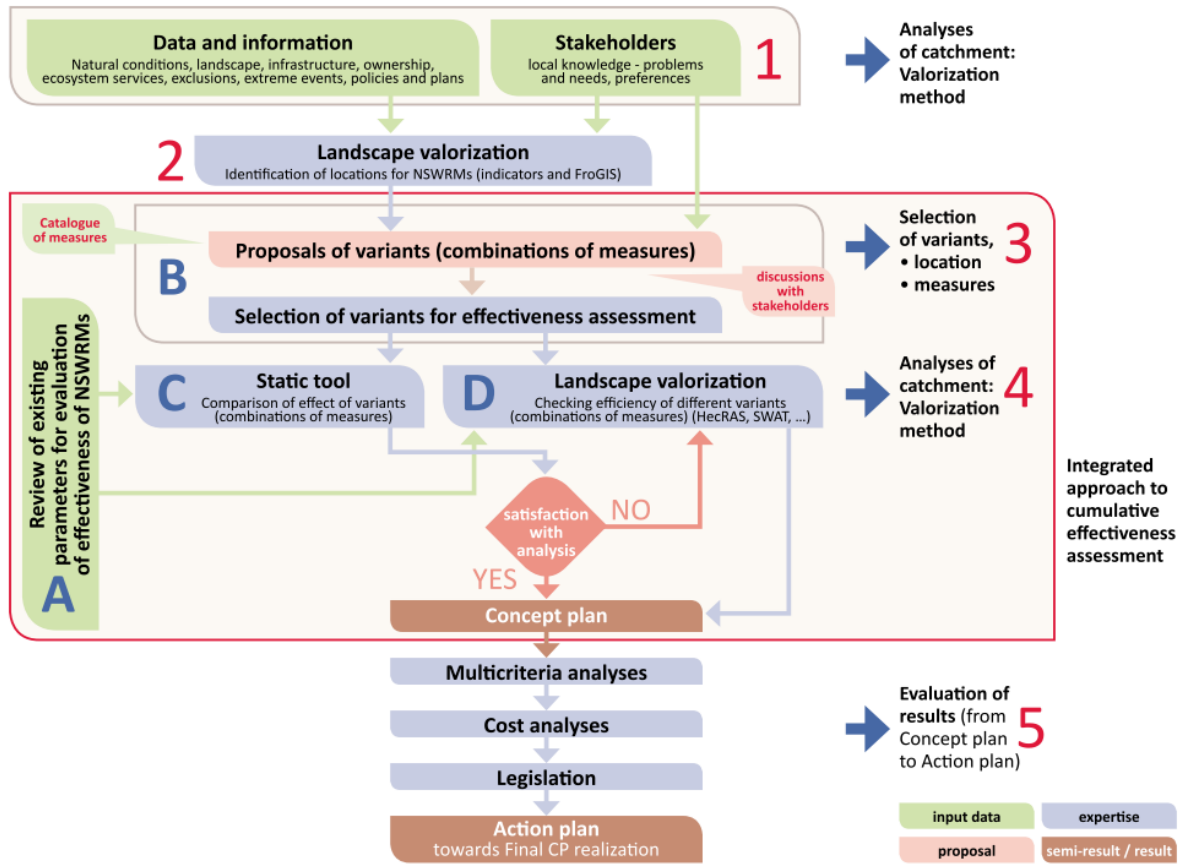 Data and information
Natural conditions, landscape, infrastructure, ownership,
ecosystem services, exclusions, extreme events, policies and plans
Stakeholders
local knowledge - problems
and needs, preferences
1
Analyses
of catchment:
Valorization
method
2
Landscape valorization
Identification of locations for NSWRMs (indicators and FroGIS)
Catalogue
of measures
B
Proposals of variants (combinations of measures)
discussions
with
stakeholders
Selection of variants for effectiveness assessment
Selection
of variants,
• location
• measures
3
Review of existing
parameters for evaluation
of effectiveness of NSWRMs
A
C
Static tool
Comparison of effect of variants
(combinations of measures)
D
Landscape valorization
Checking efficiency of different variants
(combinations of measures) (HecRAS, SWAT, ...)
Analyses of
catchment:
Valorization
method
4
satisfaction
with
analysis
NO
YES
Concept plan
Integrated
approach to
cumulative
effectiveness
assessment
Multicriteria analyses
Cost analyses
Legislation
Action plan
towards Final CP realization
Evaluation of
results (from
Concept plan
to Action plan)
5
input data
expertise
proposal
semi-result / result